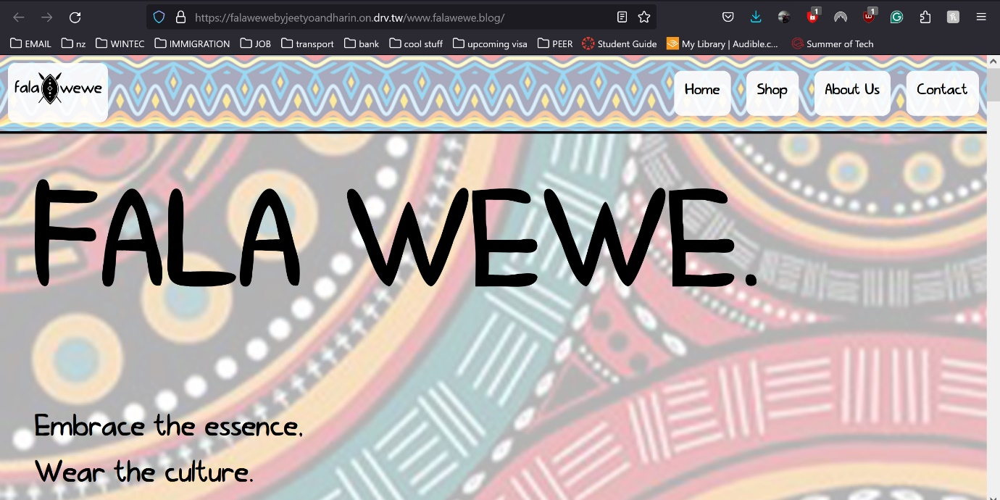 https://falawewebyjeetyoandharin.on.drv.tw/www.falawewe.blog/
1
1
EMAIL nz WINTEC IMMIGRATION JOB transport bank cool stuff upcoming visa PEER Student Guide My Library | Audible.c... Summer of Tech
fala wewe
Home Shop About Us Contact
FALA WEWE.
Embrace the essence,
Wear the culture.